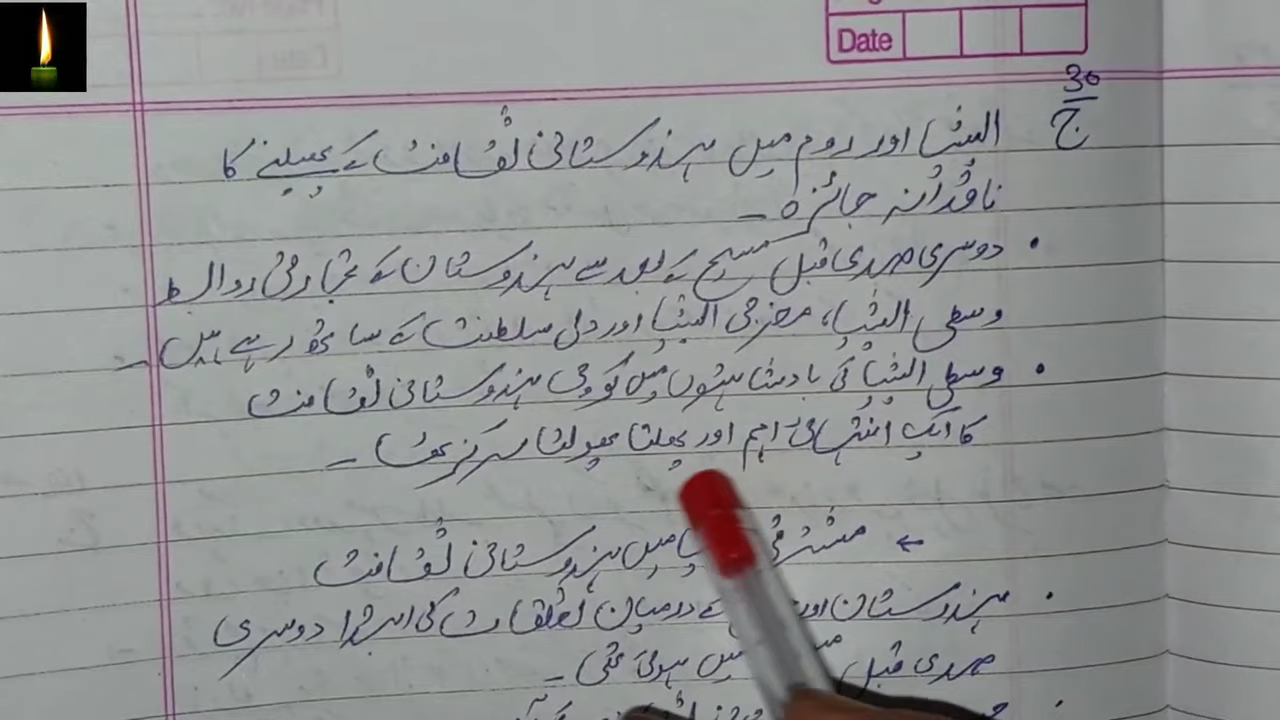 Date
30
ج
ایشیا اور روم میں ہندوستانی ثقافت کے پھیلنے کا
ناقدانہ جائزہ ۔
• دوسری صدی قبل مسیح کے بعد سے ہندوستان کے تجارتی روابط
وسطی ایشیا، مغربی ایشیا اور دلی سلطنت کے ساتھ رہے ہیں ۔
• وسطی ایشیا کی بادشاہتوں میں کوچی ہندوستانی ثقافت
کا ایک انتہائی اہم اور پھلتا پھولتا مرکز تھا ۔
← مشرقی میں ہندوستانی ثقافت
• ہندوستان اور کے درمیان تعلقات کی ابتدا دوسری
صدی قبل میں ہوئی تھی ۔